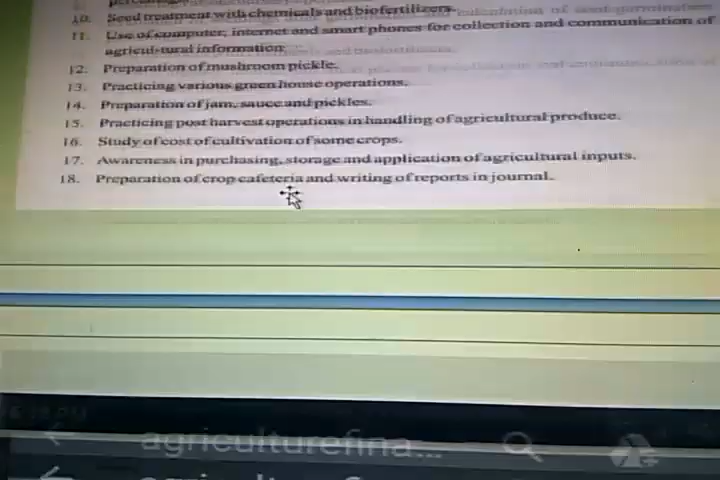 10. Seed treatment with chemicals and biofertilizers.
11. Use of computer, internet and smart phones for collection and communication of
agricultural information.
12. Preparation of mushroom pickle.
13. Practicing various green house operations.
14. Preparation of jam, sauce and pickles.
15. Practicing post harvest operations in handling of agricultural produce.
16. Study of cost of cultivation of some crops.
17. Awareness in purchasing, storage and application of agricultural inputs.
18. Preparation of crop cafeteria and writing of reports in journal.
agriculturefina...